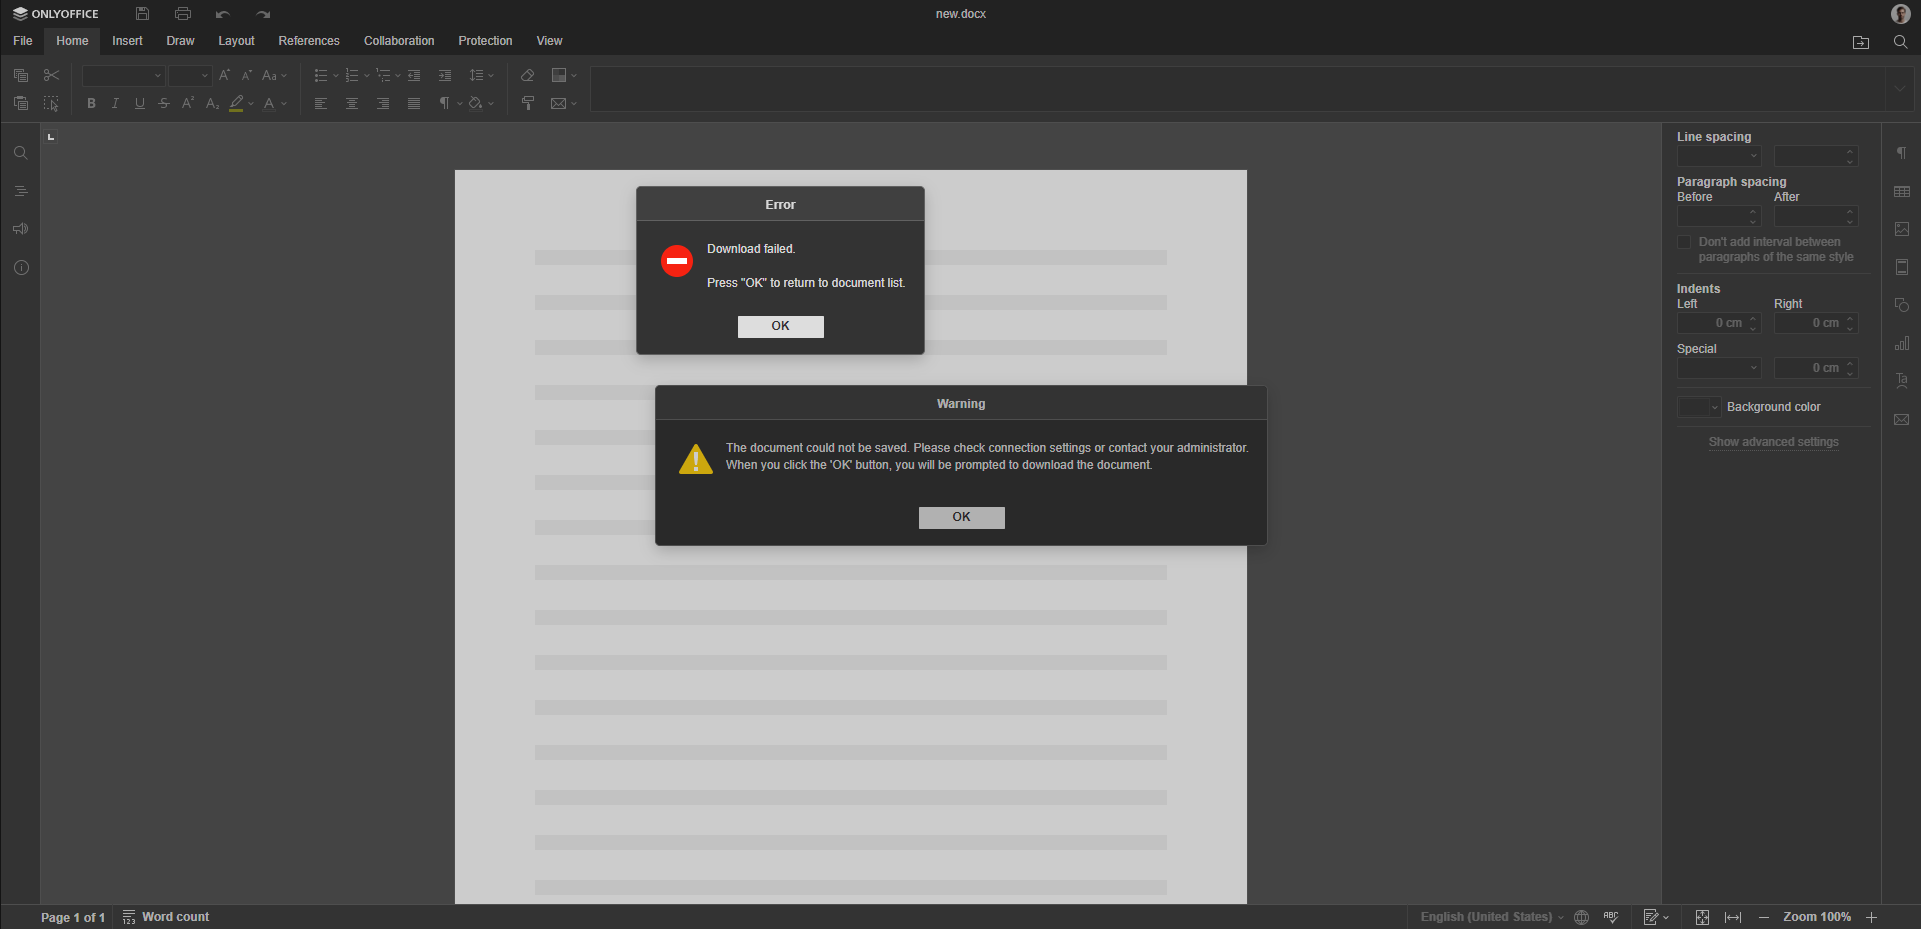 ONLYOFFICE
new.docx
File Home Insert Draw Layout References Collaboration Protection View
Line spacing
Paragraph spacing
Before After
Don't add interval between
paragraphs of the same style
Indents
Left Right
0 cm 0 cm
Special
0 cm
Background color
Show advanced settings
Error
Download failed.
Press "OK" to return to document list.
OK
Warning
The document could not be saved. Please check connection settings or contact your administrator.
When you click the 'OK' button, you will be prompted to download the document.
OK
Page 1 of 1 Word count English (United States) Zoom 100%